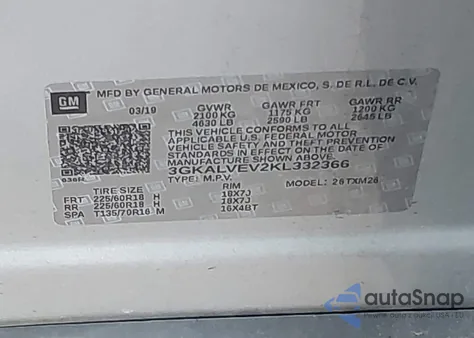 MFD BY GENERAL MOTORS DE MEXICO, S. DE R.L. DE C.V.
GM
03/19 GVWR GAWR FRT GAWR RR
2100 KG 1175 KG 1200 KG
4630 LB 2590 LB 2645 LB
THIS VEHICLE CONFORMS TO ALL
APPLICABLE U.S. FEDERAL MOTOR
VEHICLE SAFETY AND THEFT PREVENTION
STANDARDS IN EFFECT ON THE DATE OF
MANUFACTURE SHOWN ABOVE.
3GKALVEV2KL332366
TYPE: M.P.V.
MODEL: 26TXM26
TIRE SIZE RIM
FRT 225/60R18 H 18X7J
RR 225/60R18 H 18X7J
SPA T135/70R16 M 16X4BT
autoSnap